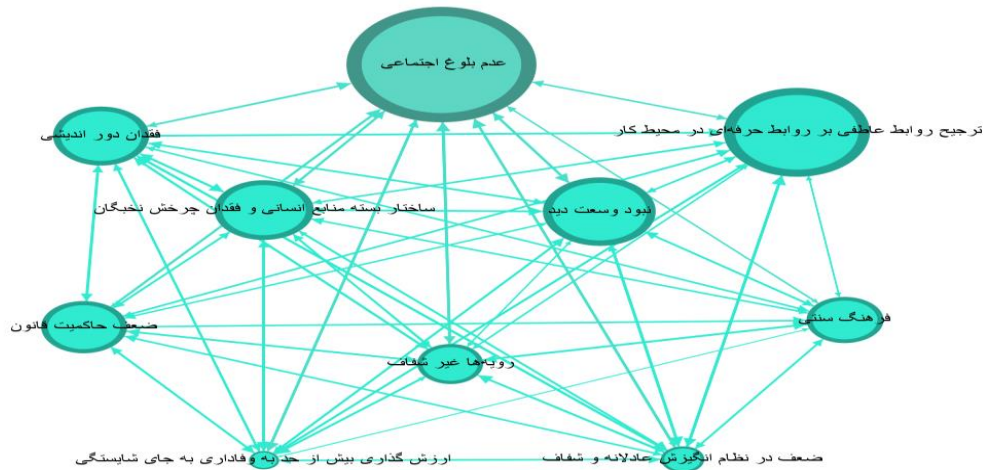 عدم بلوغ اجتماعی
فقدان دور اندیشی
ترجیح روابط عاطفی بر روابط حرفه‌ای در محیط کار
ساختار بسته منابع انسانی و فقدان چرخش نخبگان
نبود وسعت دید
ضعف حاکمیت قانون
فرهنگ سنتی
رویه‌ها غیر شفاف
ارزش گذاری بیش از حد به وفاداری به جای شایستگی
ضعف در نظام انگیزش عادلانه و شفاف